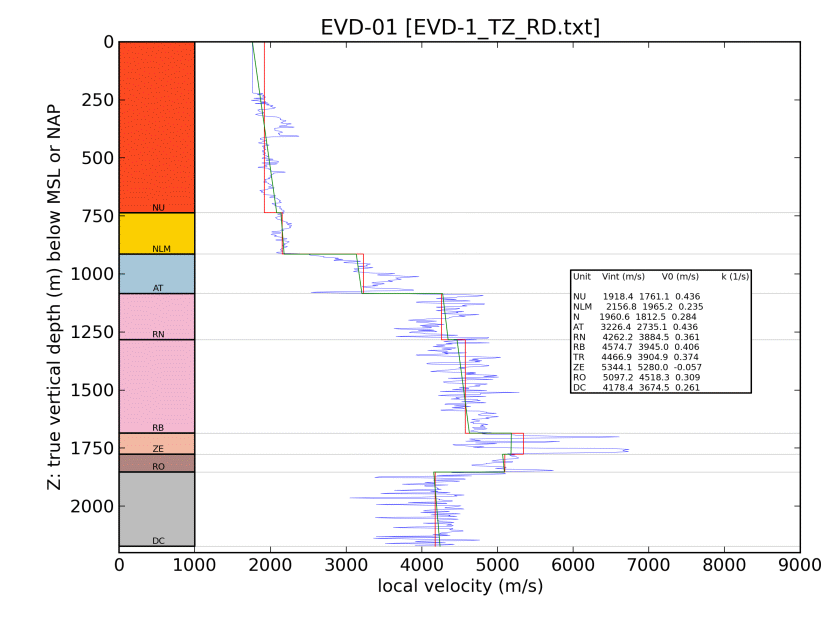 EVD-01 [EVD-1_TZ_RD.txt]
Z: true vertical depth (m) below MSL or NAP
0
250
500
750
1000
1250
1500
1750
2000
NU
NLM
AT
RN
RB
ZE
RO
DC
Unit Vint (m/s) V0 (m/s) k (1/s)
NU 1918.4 1761.1 0.436
NLM 2156.8 1965.2 0.235
N 1960.6 1812.5 0.284
AT 3226.4 2735.1 0.436
RN 4262.2 3884.5 0.361
RB 4574.7 3945.0 0.406
TR 4466.9 3904.9 0.374
ZE 5344.1 5280.0 -0.057
RO 5097.2 4518.3 0.309
DC 4178.4 3674.5 0.261
0 1000 2000 3000 4000 5000 6000 7000 8000 9000
local velocity (m/s)